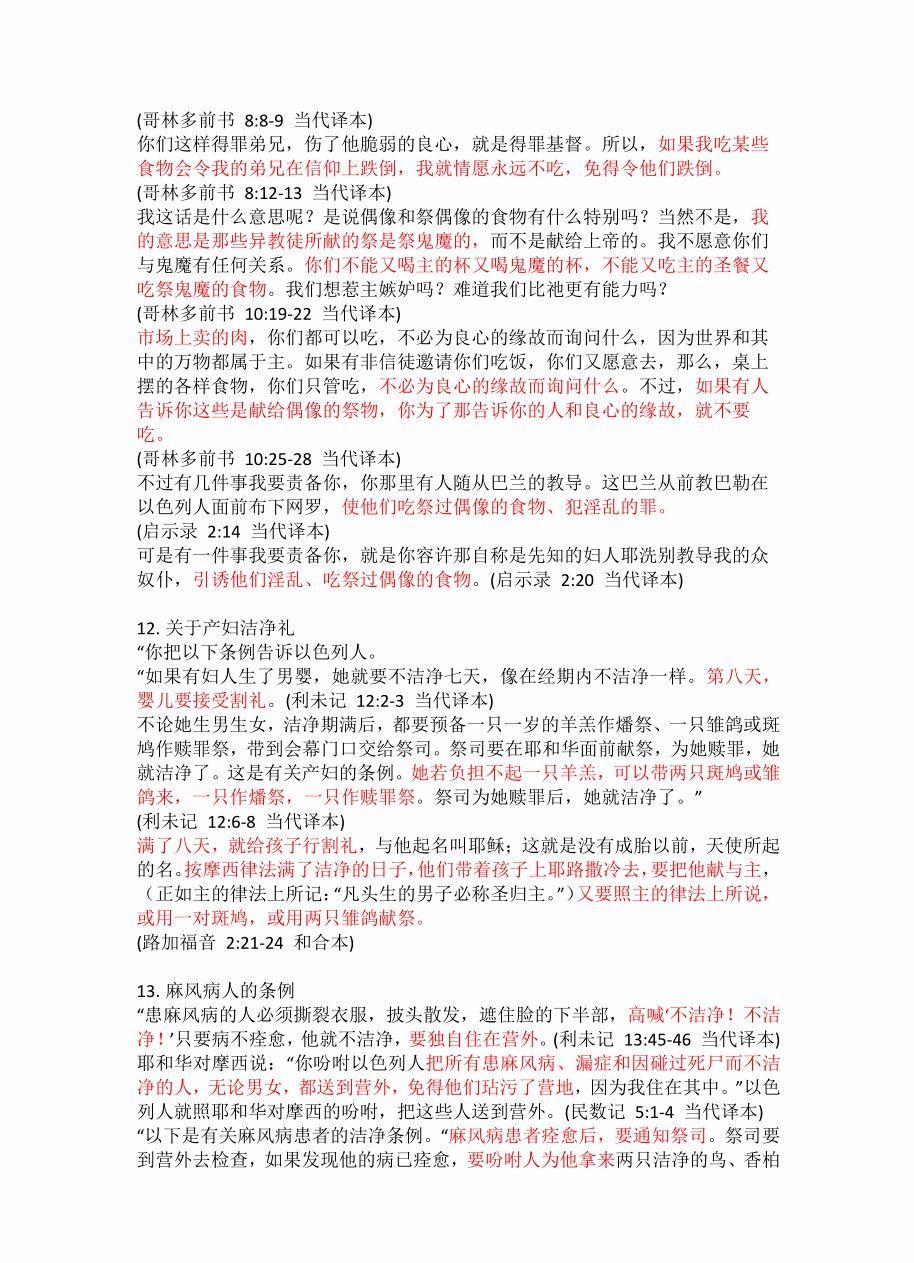 (哥林多前书 8:8-9 当代译本)
你们这样得罪弟兄，伤了他脆弱的良心，就是得罪基督。所以，如果我吃某些
食物会令我的弟兄在信仰上跌倒，我就情愿永远不吃，免得令他们跌倒。
(哥林多前书 8:12-13 当代译本)
我这话是什么意思呢？是说偶像和祭偶像的食物有什么特别吗？当然不是，我
的意思是那些异教徒所献的祭是祭鬼魔的，而不是献给上帝的。我不愿意你们
与鬼魔有任何关系。你们不能又喝主的杯又喝鬼魔的杯，不能又吃主的圣餐又
吃祭鬼魔的食物。我们想惹主嫉妒吗？难道我们比祂更有能力吗？
(哥林多前书 10:19-22 当代译本)
市场上卖的肉，你们都可以吃，不必为良心的缘故而询问什么，因为世界和其
中的万物都属于主。如果有非信徒邀请你们吃饭，你们又愿意去，那么，桌上
摆的各样食物，你们只管吃，不必为良心的缘故而询问什么。不过，如果有人
告诉你这些是献给偶像的祭物，你为了那告诉你的人和良心的缘故，就不要
吃。
(哥林多前书 10:25-28 当代译本)
不过有几件事我要责备你，你那里有人随从巴兰的教导。这巴兰从前教巴勒在
以色列人面前布下网罗，使他们吃祭过偶像的食物、犯淫乱的罪。
(启示录 2:14 当代译本)
可是有一件事我要责备你，就是你容许那自称是先知的妇人耶洗别教导我的众
奴仆，引诱他们淫乱、吃祭过偶像的食物。(启示录 2:20 当代译本)
12. 关于产妇洁净礼
“你把以下条例告诉以色列人。
“如果有妇人生了男婴，她就要不洁净七天，像在经期内不洁净一样。第八天，
婴儿要接受割礼。(利未记 12:2-3 当代译本)
不论她生男生女，洁净期满后，都要预备一只一岁的羊羔作燔祭、一只雏鸽或斑
鸠作赎罪祭，带到会幕门口交给祭司。祭司要在耶和华面前献祭，为她赎罪，她
就洁净了。这是有关产妇的条例。她若负担不起一只羊羔，可以带两只斑鸠或雏
鸽来，一只作燔祭，一只作赎罪祭。祭司为她赎罪后，她就洁净了。”
(利未记 12:6-8 当代译本)
满了八天，就给孩子行割礼，与他起名叫耶稣；这就是没有成胎以前，天使所起
的名。按摩西律法满了洁净的日子，他们带着孩子上耶路撒冷去，要把他献与主，
（正如主的律法上所记：“凡头生的男子必称圣归主。”）又要照主的律法上所说，
或用一对斑鸠，或用两只雏鸽献祭。
(路加福音 2:21-24 和合本)
13. 麻风病人的条例
“患麻风病的人必须撕裂衣服，披头散发，遮住脸的下半部，高喊‘不洁净！不洁
净！’只要病不痊愈，他就不洁净，要独自住在营外。(利未记 13:45-46 当代译本)
耶和华对摩西说：“你吩咐以色列人把所有患麻风病、漏症和因碰过死尸而不洁
净的人，无论男女，都送到营外，免得他们玷污了营地，因为我住在其中。”以色
列人就照耶和华对摩西的吩咐，把这些人送到营外。(民数记 5:1-4 当代译本)
“以下是有关麻风病患者的洁净条例。“麻风病患者痊愈后，要通知祭司。祭司要
到营外去检查，如果发现他的病已痊愈，要吩咐人为他拿来两只洁净的鸟、香柏